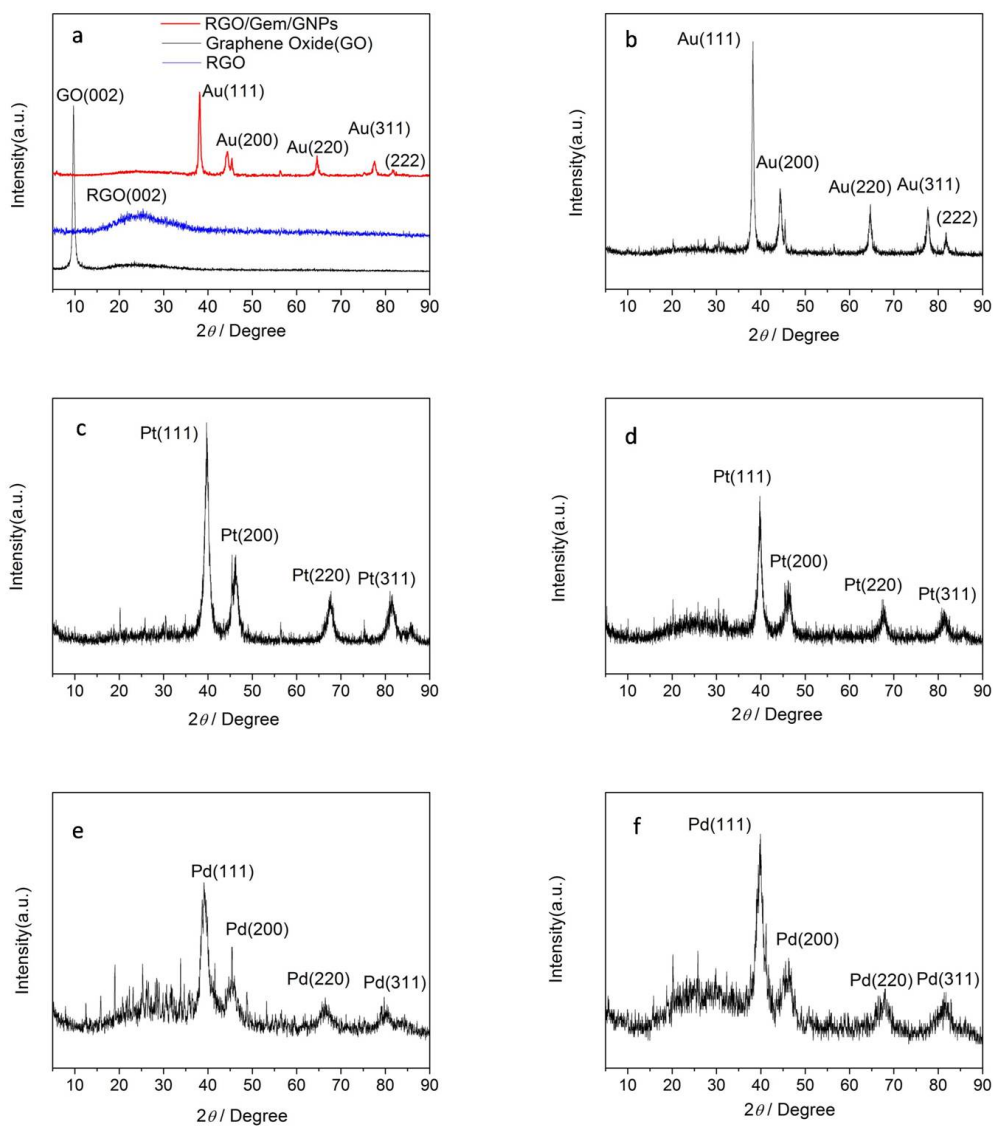 a
RGO/Gem/GNPs
Graphene Oxide(GO)
RGO
GO(002)
Au(111)
Au(200)
Au(220)
Au(311)
(222)
RGO(002)
Intensity(a.u.)
10 20 30 40 50 60 70 80 90
2θ / Degree
b
Au(111)
Au(200)
Au(220)
Au(311)
(222)
Intensity(a.u.)
10 20 30 40 50 60 70 80 90
2θ / Degree
c
Pt(111)
Pt(200)
Pt(220)
Pt(311)
Intensity(a.u.)
10 20 30 40 50 60 70 80 90
2θ / Degree
d
Pt(111)
Pt(200)
Pt(220)
Pt(311)
Intensity(a.u.)
10 20 30 40 50 60 70 80 90
2θ / Degree
e
Pd(111)
Pd(200)
Pd(220)
Pd(311)
Intensity(a.u.)
10 20 30 40 50 60 70 80 90
2θ / Degree
f
Pd(111)
Pd(200)
Pd(220)
Pd(311)
Intensity(a.u.)
10 20 30 40 50 60 70 80 90
2θ / Degree